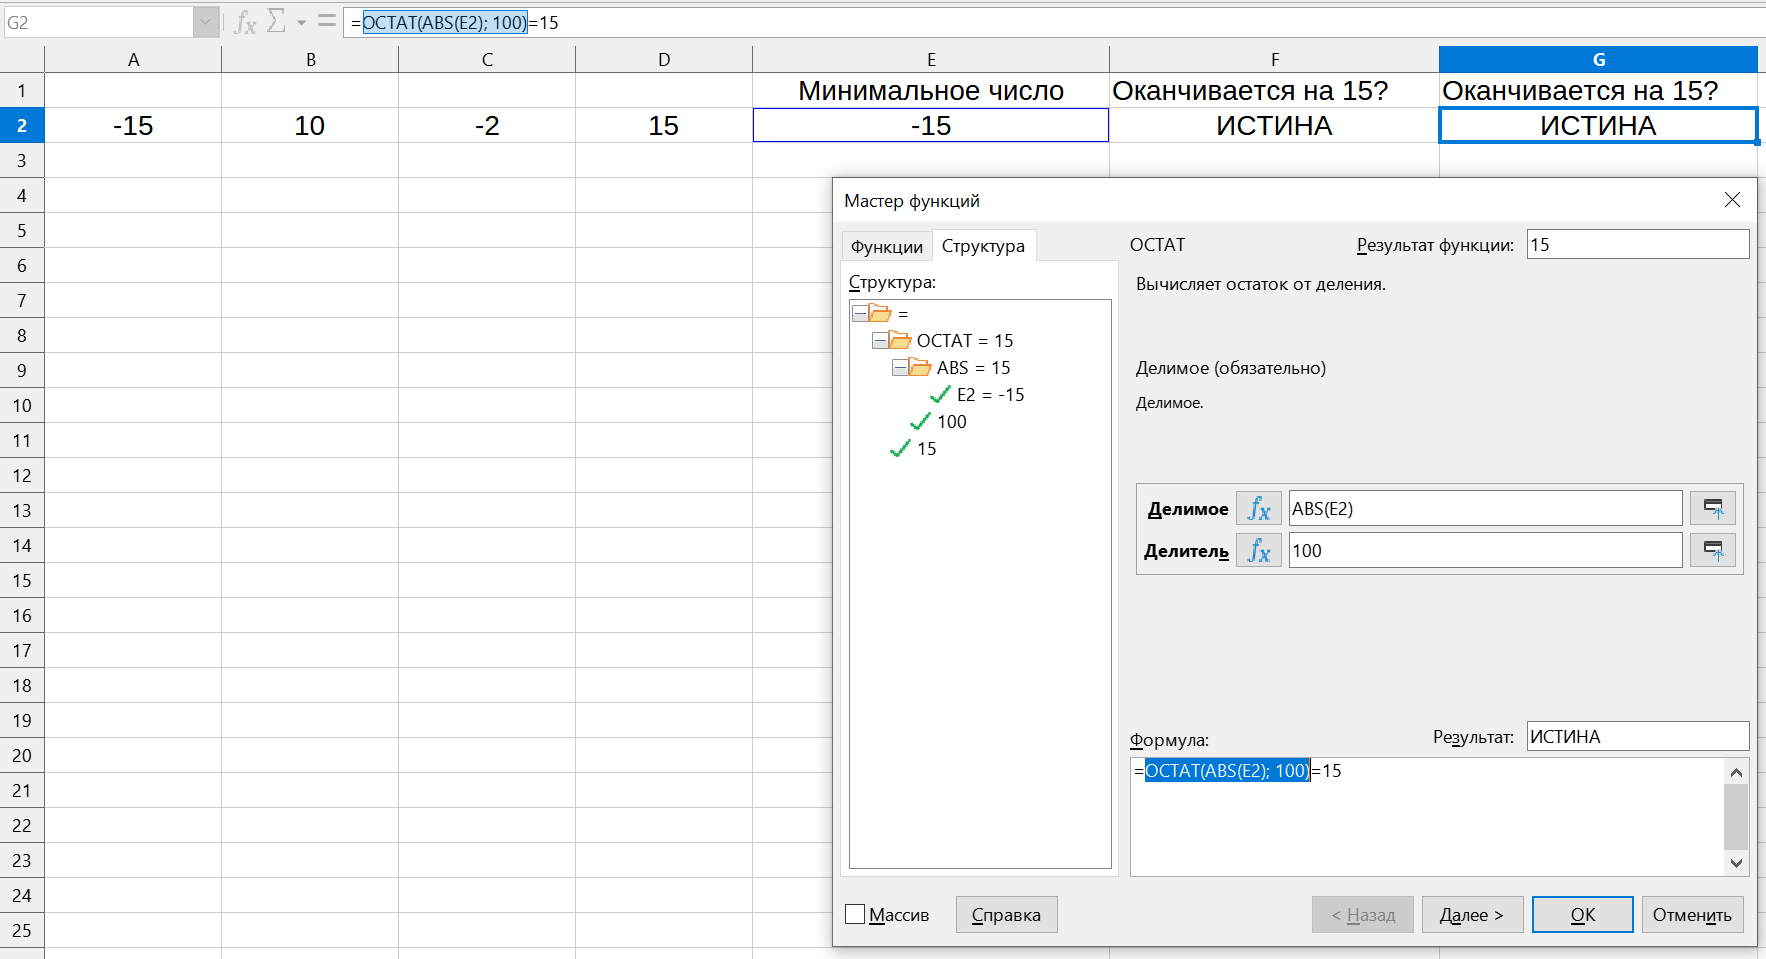 G2 fx Σ = =ОСТАТ(ABS(E2); 100)=15
A B C D E F G
1 Минимальное число Оканчивается на 15? Оканчивается на 15?
2 -15 10 -2 15 -15 ИСТИНА ИСТИНА
3
4
5
6
7
8
9
10
11
12
13
14
15
16
17
18
19
20
21
22
23
24
25
Мастер функций
Функции Структура
Структура:
=
ОСТАТ = 15
ABS = 15
E2 = -15
100
15
ОСТАТ Результат функции: 15
Вычисляет остаток от деления.
Делимое (обязательно)
Делимое.
Делимое fx ABS(E2)
Делитель fx 100
Формула: Результат: ИСТИНА
=ОСТАТ(ABS(E2); 100)=15
Массив Справка < Назад Далее > ОК Отменить